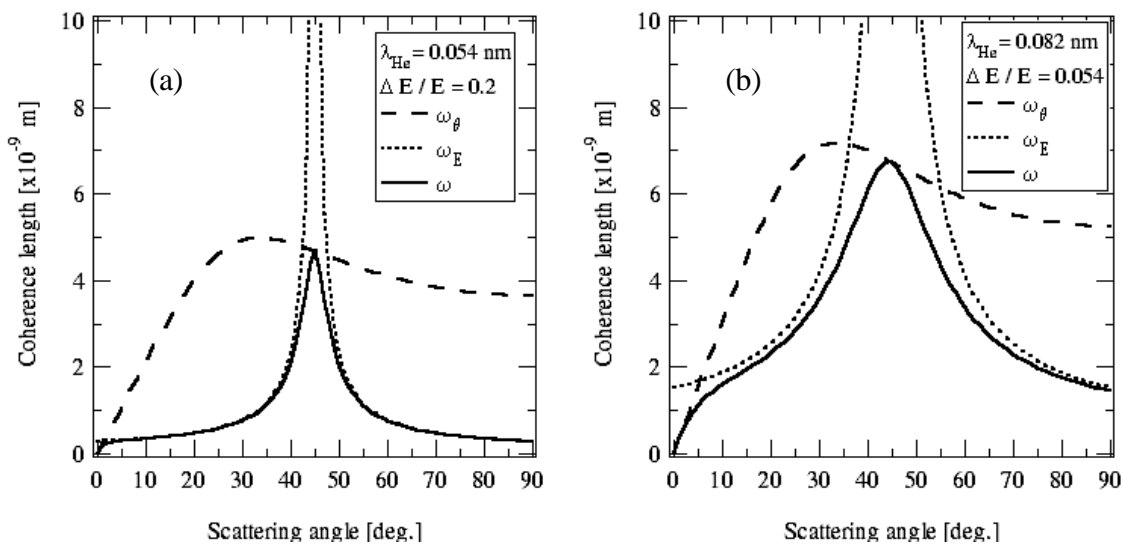 (a)
λHe = 0.054 nm
Δ E / E = 0.2
ωθ
ωE
ω
Coherence length [x10⁻⁹ m]
10
8
6
4
2
0
0 10 20 30 40 50 60 70 80 90
Scattering angle [deg.]
(b)
λHe = 0.082 nm
Δ E / E = 0.054
ωθ
ωE
ω
Coherence length [x10⁻⁹ m]
10
8
6
4
2
0
0 10 20 30 40 50 60 70 80 90
Scattering angle [deg.]